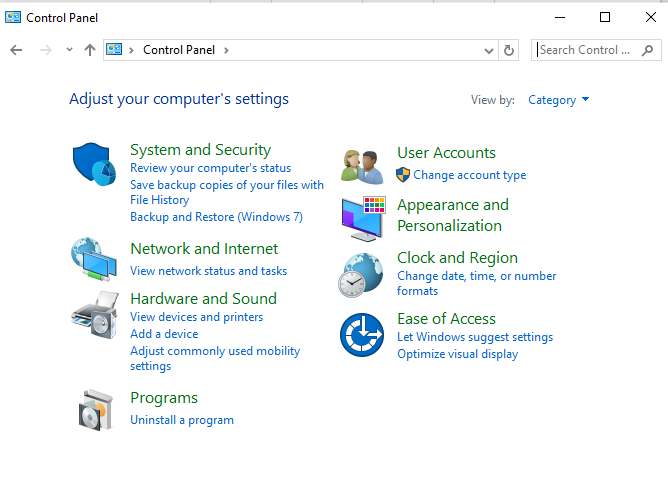 Control Panel
Control Panel
Search Control ...
Adjust your computer's settings
View by:
Category
System and Security
Review your computer's status
Save backup copies of your files with
File History
Backup and Restore (Windows 7)
Network and Internet
View network status and tasks
Hardware and Sound
View devices and printers
Add a device
Adjust commonly used mobility
settings
Programs
Uninstall a program
User Accounts
Change account type
Appearance and
Personalization
Clock and Region
Change date, time, or number
formats
Ease of Access
Let Windows suggest settings
Optimize visual display